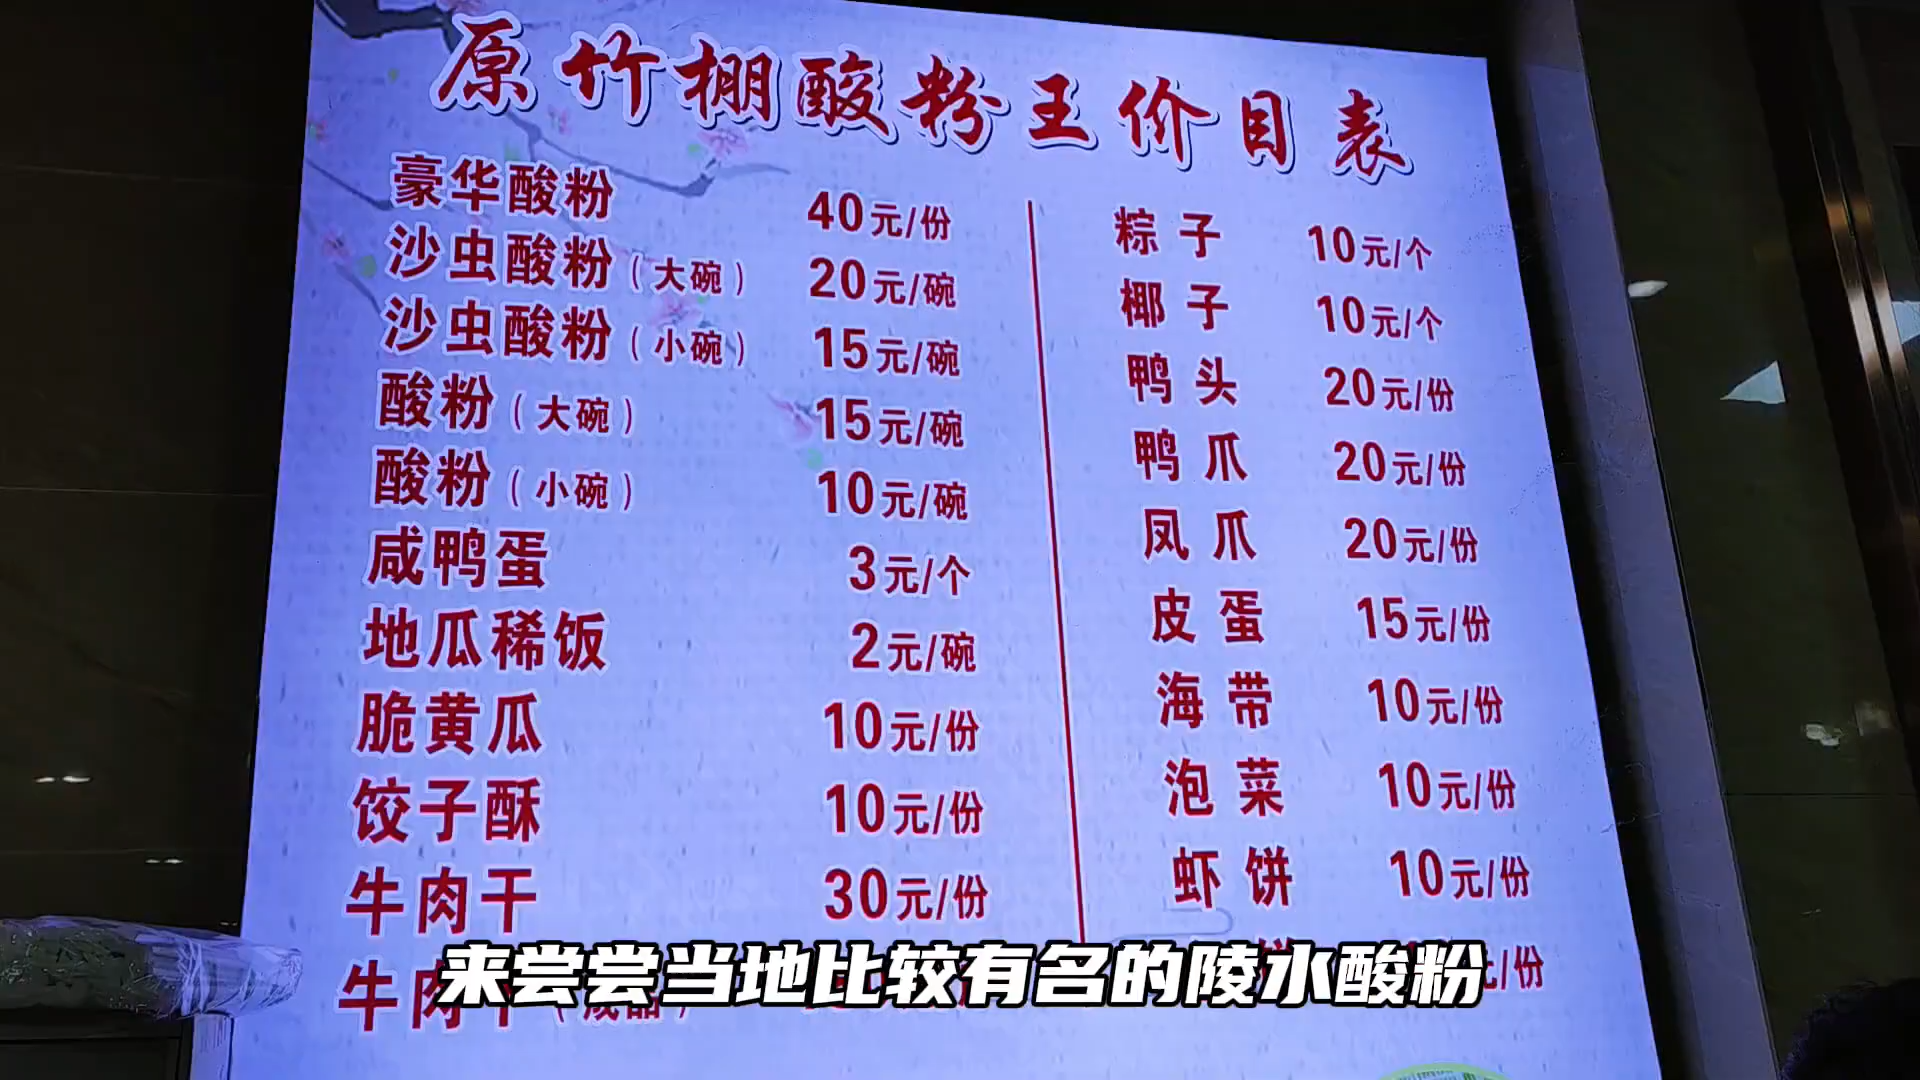 原竹棚酸粉王价目表
豪华酸粉 40元/份
沙虫酸粉（大碗） 20元/碗
沙虫酸粉（小碗） 15元/碗
酸粉（大碗） 15元/碗
酸粉（小碗） 10元/碗
咸鸭蛋 3元/个
地瓜稀饭 2元/碗
脆黄瓜 10元/份
饺子酥 10元/份
牛肉干 30元/份
牛肉干
粽子 10元/个
椰子 10元/个
鸭头 20元/份
鸭爪 20元/份
凤爪 20元/份
皮蛋 15元/份
海带 10元/份
泡菜 10元/份
虾饼 10元/份
元/份
来尝尝当地比较有名的陵水酸粉